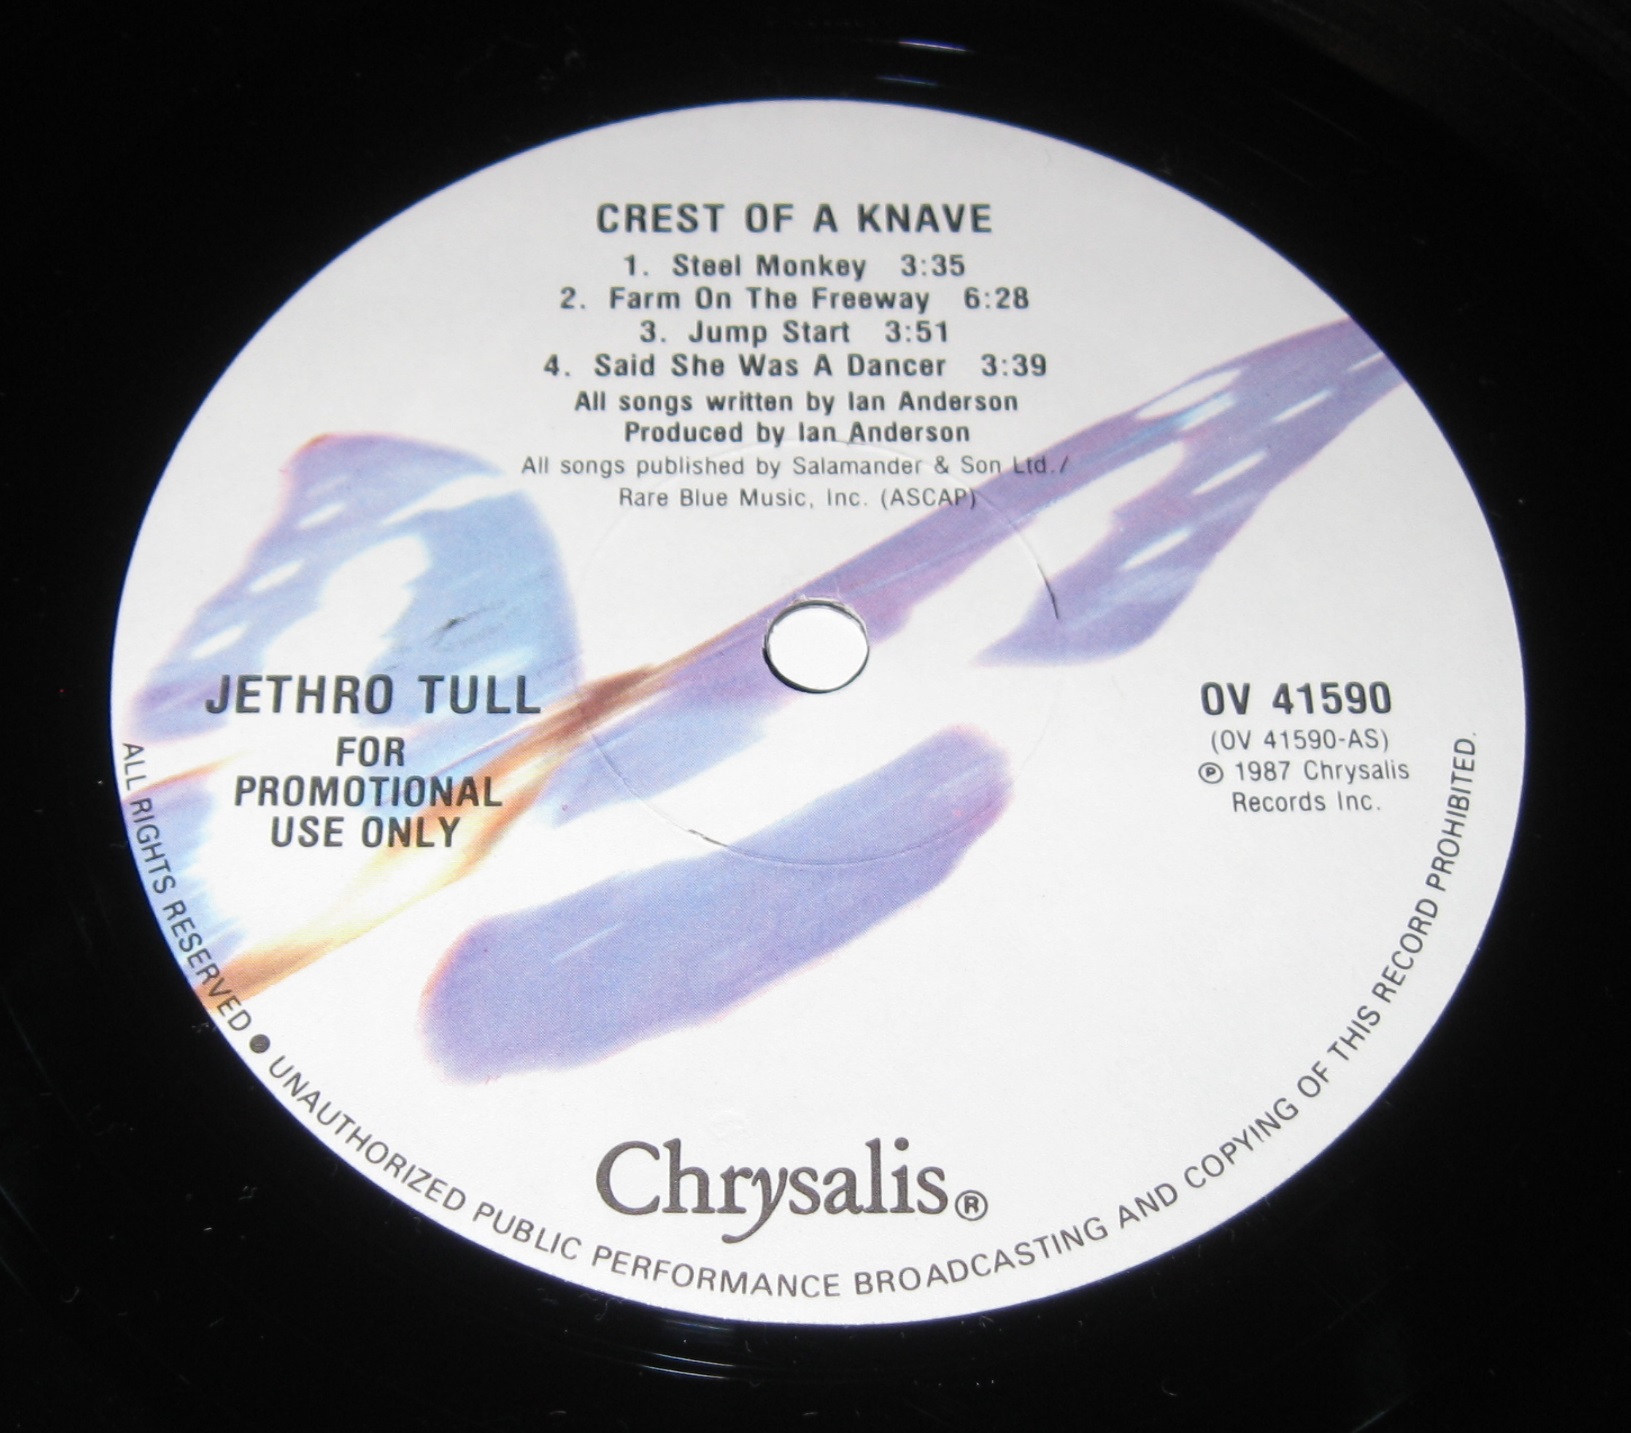 CREST OF A KNAVE
1. Steel Monkey 3:35
2. Farm On The Freeway 6:28
3. Jump Start 3:51
4. Said She Was A Dancer 3:39
All songs written by Ian Anderson
Produced by Ian Anderson
All songs published by Salamander & Son Ltd./
Rare Blue Music, Inc. (ASCAP)
JETHRO TULL
FOR
PROMOTIONAL
USE ONLY
OV 41590
(OV 41590-AS)
℗ 1987 Chrysalis
Records Inc.
Chrysalis®
ALL RIGHTS RESERVED ● UNAUTHORIZED PUBLIC PERFORMANCE BROADCASTING AND COPYING OF THIS RECORD PROHIBITED.